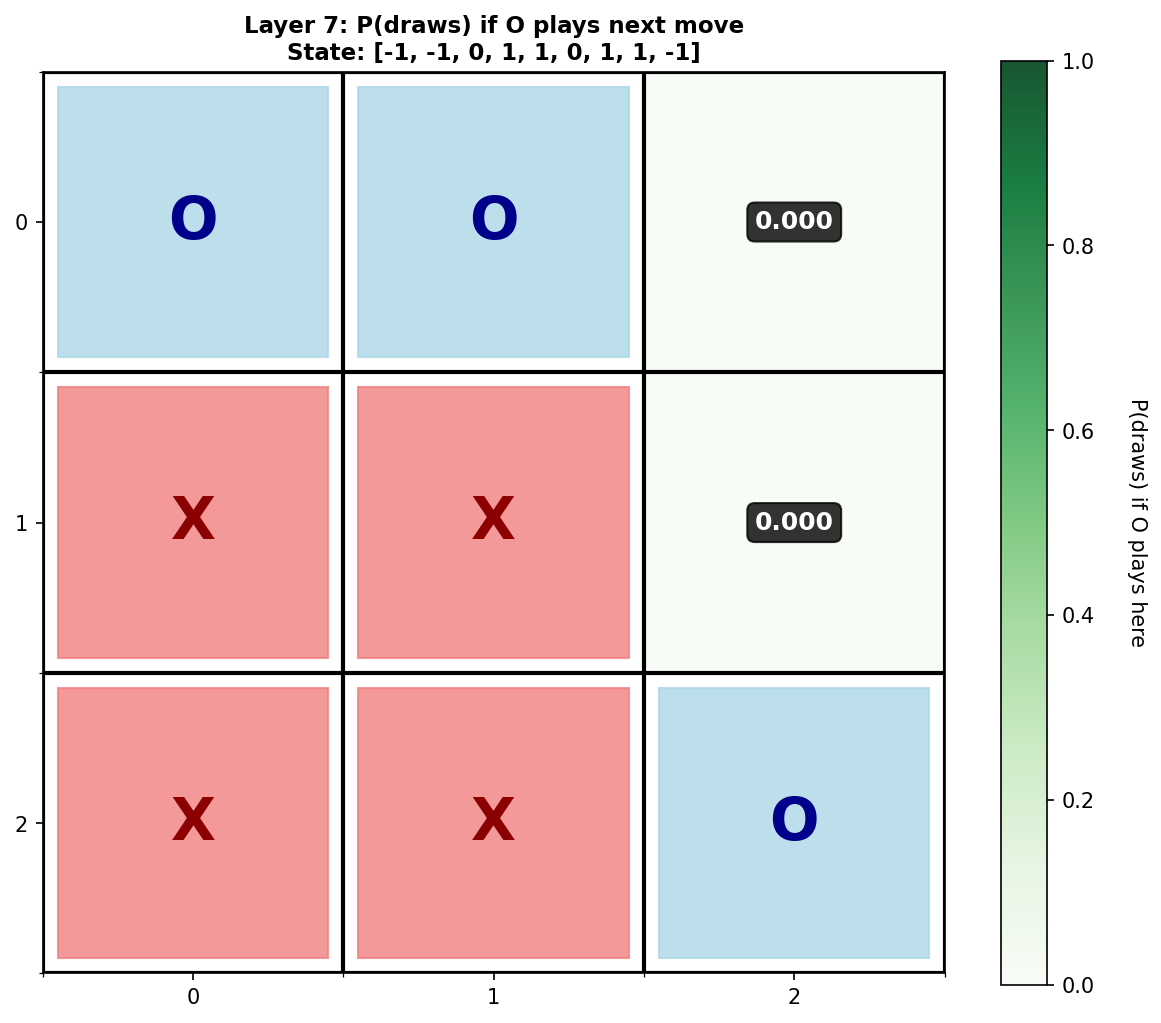 Layer 7: P(draws) if O plays next move
State: [-1, -1, 0, 1, 1, 0, 1, 1, -1]
0
O
O
0.000
1
X
X
0.000
2
X
X
O
0
1
2
1.0
0.8
0.6
0.4
0.2
0.0
P(draws) if O plays here